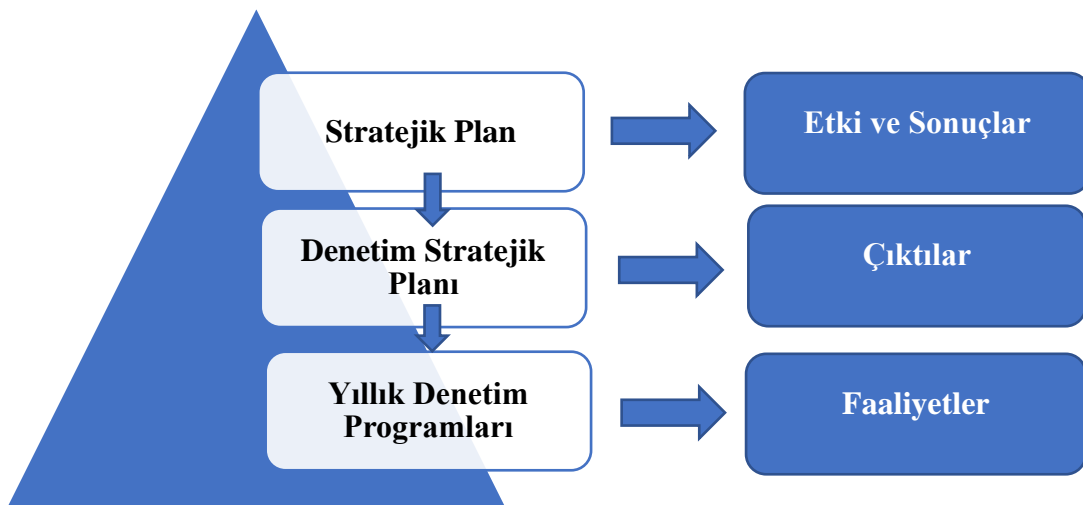 Stratejik Plan
Etki ve Sonuçlar
Denetim Stratejik
Planı
Çıktılar
Yıllık Denetim
Programları
Faaliyetler